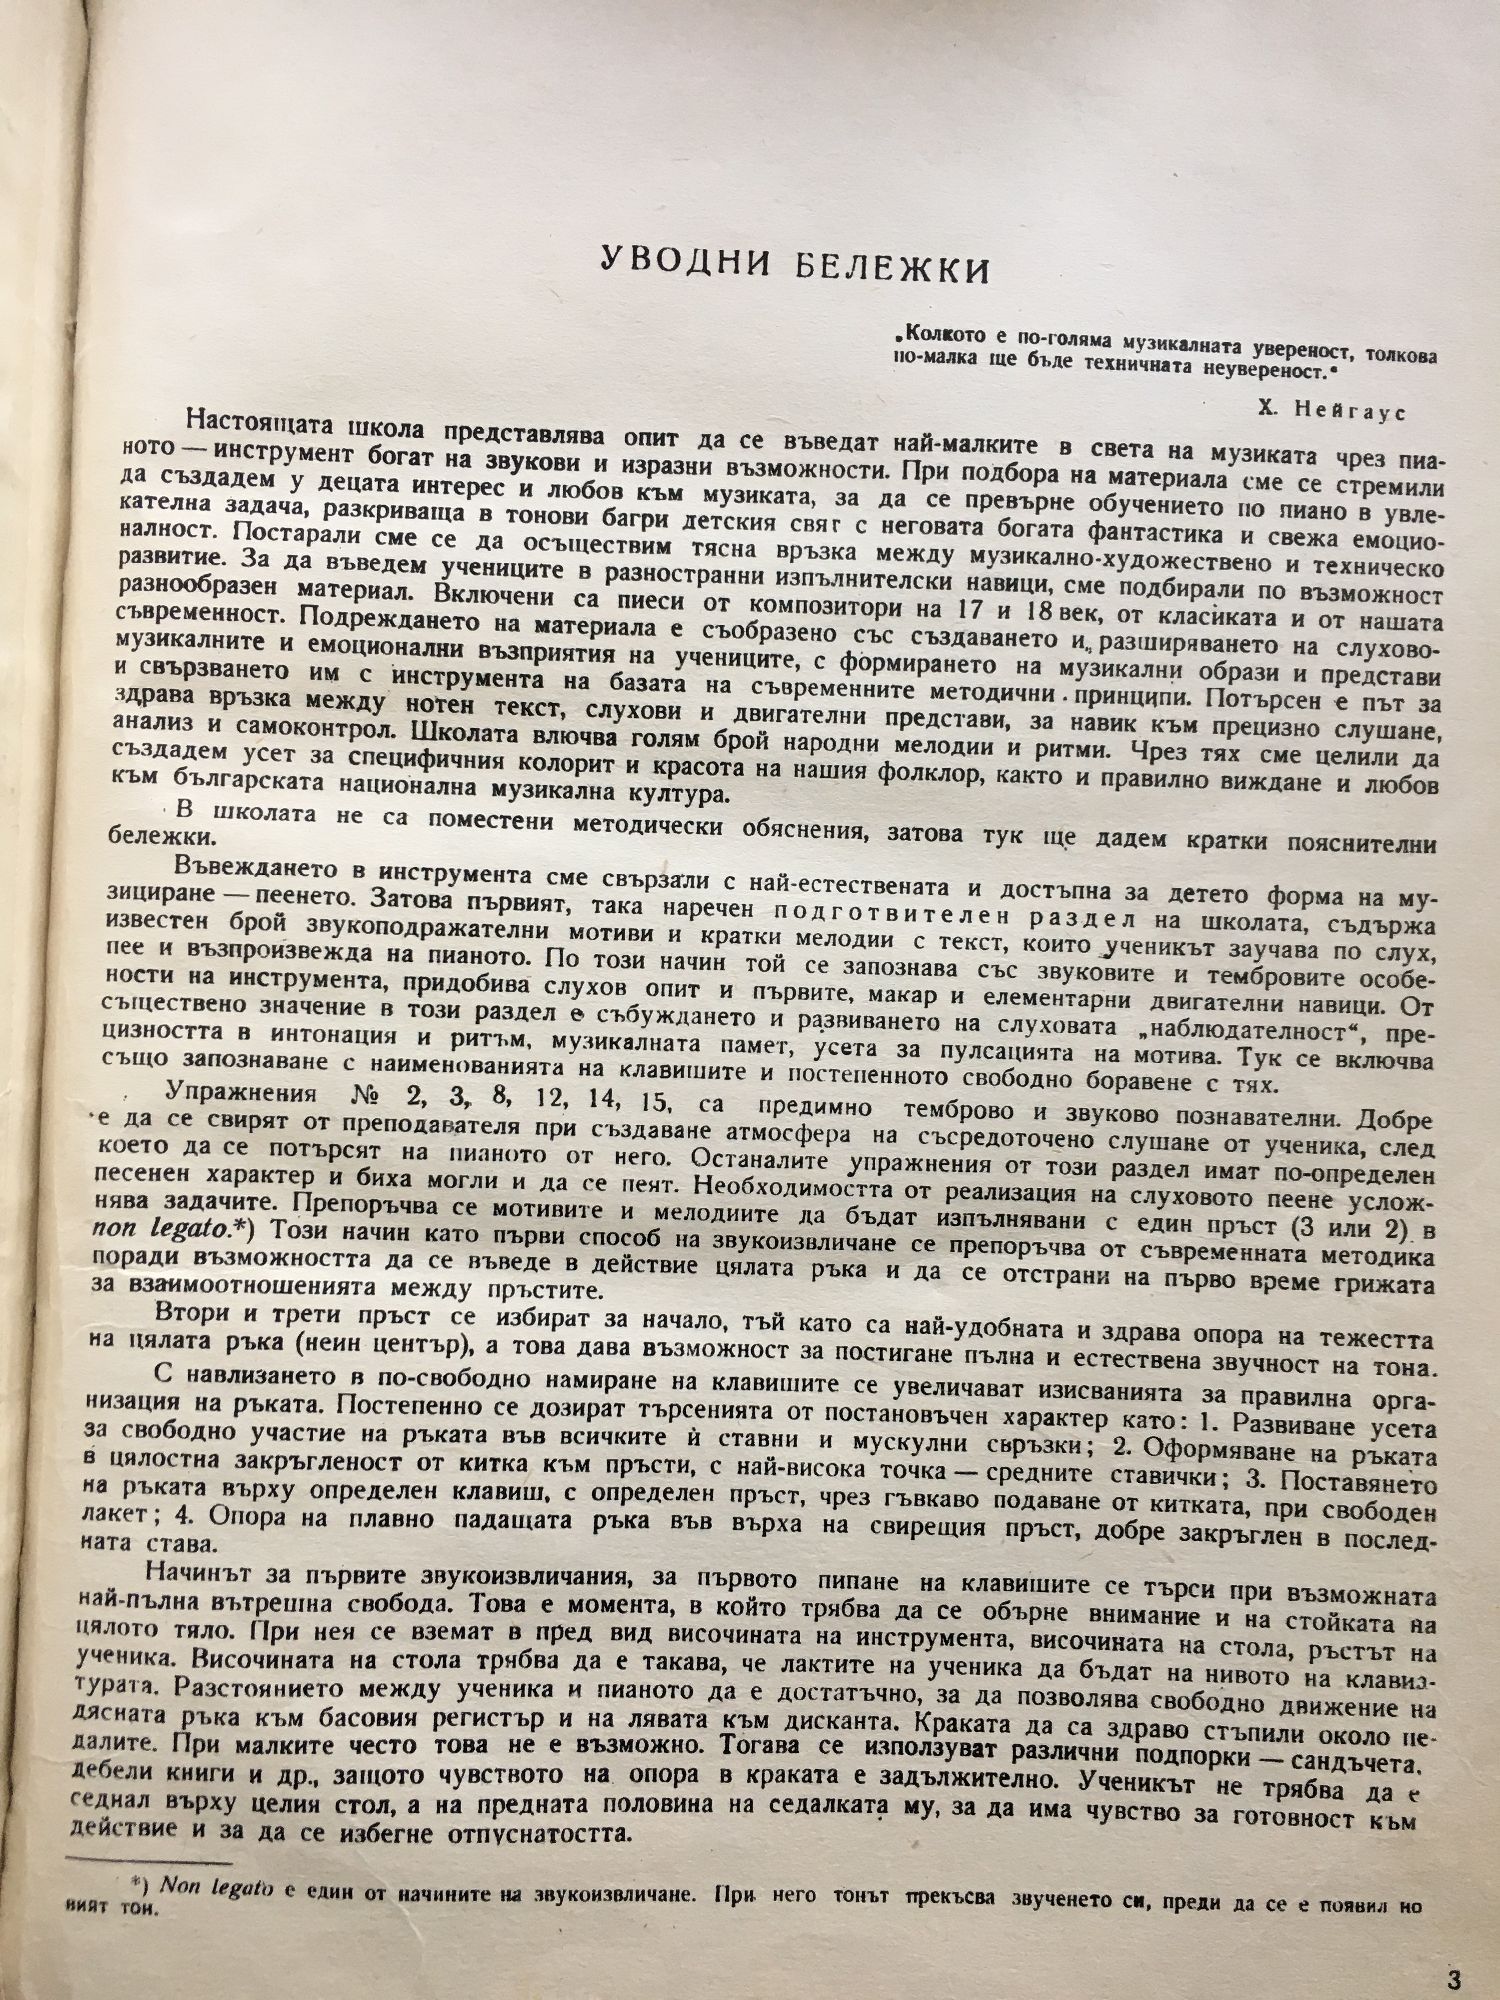 УВОДНИ БЕЛЕЖКИ
„Колкото е по-голяма музикалната увереност, толкова
по-малка ще бъде техничната неувереност.“
Х. Нейгаус
Настоящата школа представлява опит да се въведат най-малките в света на музиката чрез пиа-
ното — инструмент богат на звукови и изразни възможности. При подбора на материала сме се стремили
да създадем у децата интерес и любов към музиката, за да се превърне обучението по пиано в увле-
кателна задача, разкриваща в тонови багри детския свят с неговата богата фантастика и свежа емоцио-
налност. Постарали сме се да осъществим тясна връзка между музикално-художествено и техническо
развитие. За да въведем учениците в разностранни изпълнителски навици, сме подбирали по възможност
разнообразен материал. Включени са пиеси от композитори на 17 и 18 век, от класиката и от нашата
съвременност. Подреждането на материала е съобразено със създаването и разширяването на слухово-
музикалните и емоционални възприятия на учениците, с формирането на музикални образи и представи
и свързването им с инструмента на базата на съвременните методични принципи. Потърсен е път за
здрава връзка между нотен текст, слухови и двигателни представи, за навик към прецизно слушане,
анализ и самоконтрол. Школата влючва голям брой народни мелодии и ритми. Чрез тях сме целили да
създадем усет за специфичния колорит и красота на нашия фолклор, както и правилно виждане и любов
към българската национална музикална култура.
В школата не са поместени методически обяснения, затова тук ще дадем кратки пояснителни
бележки.
Въвеждането в инструмента сме свързали с най-естествената и достъпна за детето форма на му-
зициране — пеенето. Затова първият, така наречен подготвителен раздел на школата, съдържа
известен брой звукоподражателни мотиви и кратки мелодии с текст, които ученикът заучава по слух,
пее и възпроизвежда на пианото. По този начин той се запознава със звуковите и тембровите особе-
ности на инструмента, придобива слухов опит и първите, макар и елементарни двигателни навици. От
съществено значение в този раздел е събуждането и развиването на слуховата „наблюдателност“, пре-
цизността в интонация и ритъм, музикалната памет, усета за пулсацията на мотива. Тук се включва
също запознаване с наименованията на клавишите и постепенното свободно боравене с тях.
Упражнения № 2, 3, 8, 12, 14, 15, са предимно темброво и звуково познавателни. Добре
е да се свирят от преподавателя при създаване атмосфера на съсредоточено слушане от ученика, след
което да се потърсят на пианото от него. Останалите упражнения от този раздел имат по-определен
песенен характер и биха могли и да се пеят. Необходимостта от реализация на слуховото пеене услож-
нява задачите. Препоръчва се мотивите и мелодиите да бъдат изпълнявани с един пръст (3 или 2) в
non legato.*) Този начин като първи способ на звукоизвличане се препоръчва от съвременната методика
поради възможността да се въведе в действие цялата ръка и да се отстрани на първо време грижата
за взаимоотношенията между пръстите.
Втори и трети пръст се избират за начало, тъй като са най-удобната и здрава опора на тежестта
на цялата ръка (неин център), а това дава възможност за постигане пълна и естествена звучност на тона.
С навлизането в по-свободно намиране на клавишите се увеличават изисванията за правилна орга-
низация на ръката. Постепенно се дозират търсенията от постановъчен характер като: 1. Развиване усета
за свободно участие на ръката във всичките ѝ ставни и мускулни свръзки; 2. Оформяване на ръката
в цялостна закръгленост от китка към пръсти, с най-висока точка — средните ставички; 3. Поставянето
на ръката върху определен клавиш, с определен пръст, чрез гъвкаво подаване от китката, при свободен
лакет; 4. Опора на плавно падащата ръка във върха на свирещия пръст, добре закръглен в послед-
ната става.
Начинът за първите звукоизвличания, за първото пипане на клавишите се търси при възможната
най-пълна вътрешна свобода. Това е момента, в който трябва да се обърне внимание и на стойката на
цялото тяло. При нея се вземат в пред вид височината на инструмента, височината на стола, ръстът на
ученика. Височината на стола трябва да е такава, че лактите на ученика да бъдат на нивото на клавиа-
турата. Разстоянието между ученика и пианото да е достатъчно, за да позволява свободно движение на
дясната ръка към басовия регистър и на лявата към дисканта. Краката да са здраво стъпили около пе-
далите. При малките често това не е възможно. Тогава се използуват различни подпорки — сандъчета,
дебели книги и др., защото чувството на опора в краката е задължително. Ученикът не трябва да е
седнал върху целия стол, а на предната половина на седалката му, за да има чувство за готовност към
действие и за да се избегне отпуснатостта.
*) Non legato е един от начините на звукоизвличане. При него тонът прекъсва звученето си, преди да се е появил но
ният тон.
3